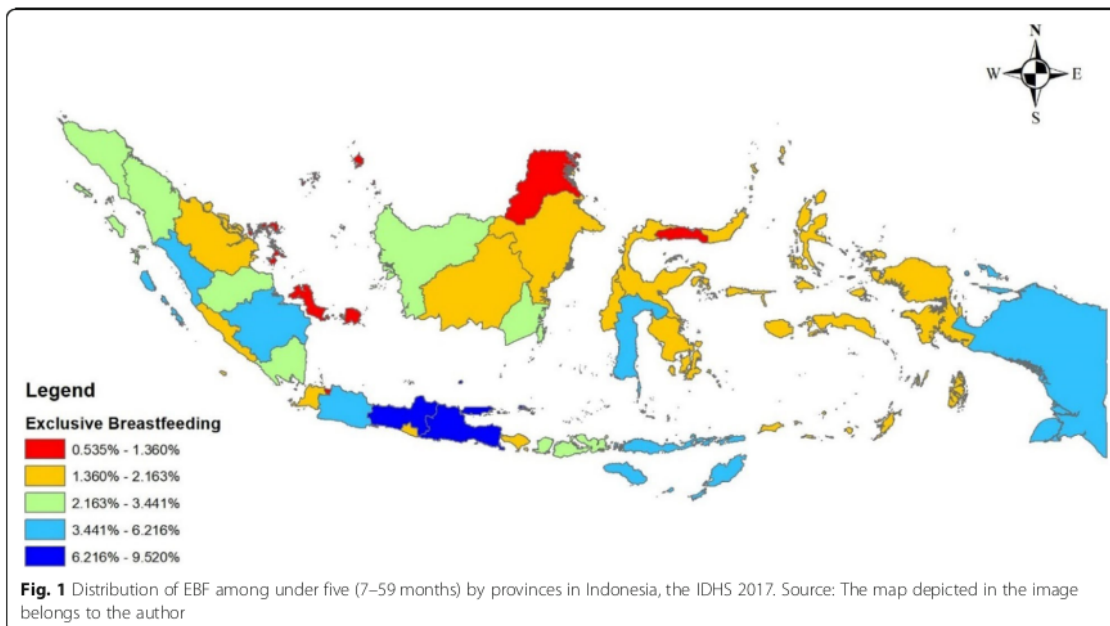 N
W E
S
Legend
Exclusive Breastfeeding
0.535% - 1.360%
1.360% - 2.163%
2.163% - 3.441%
3.441% - 6.216%
6.216% - 9.520%
Fig. 1 Distribution of EBF among under five (7–59 months) by provinces in Indonesia, the IDHS 2017. Source: The map depicted in the image
belongs to the author